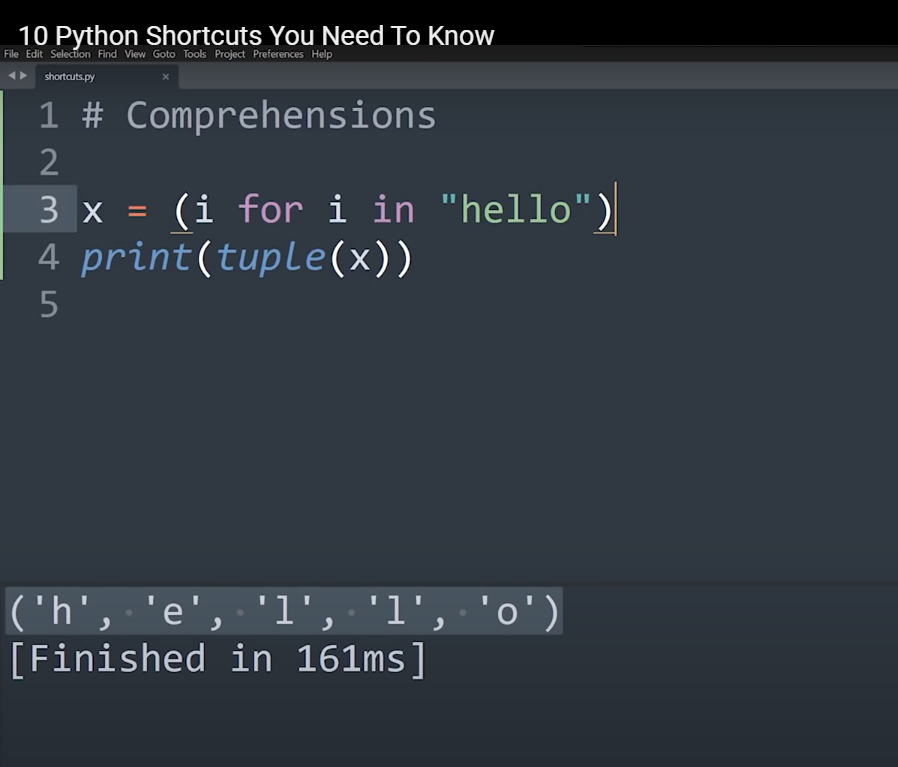 10 Python Shortcuts You Need To Know
File Edit Selection Find View Goto Tools Project Preferences Help
shortcuts.py ×
1 # Comprehensions
2
3 x = (i for i in "hello")
4 print(tuple(x))
5
('h', 'e', 'l', 'l', 'o')
[Finished in 161ms]